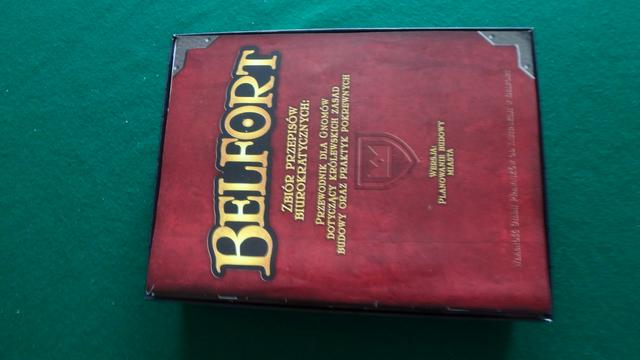 BELFORT
ZBIÓR PRZEPISÓW
BIUROKRATYCZNYCH:
PRZEWODNIK DLA GNOMÓW
DOTYCZĄCY KRÓLEWSKICH ZASAD
BUDOWY ORAZ PRAKTYK POKREWNYCH
WERSJA:
PLANOWANIE BUDOWY
MIASTA